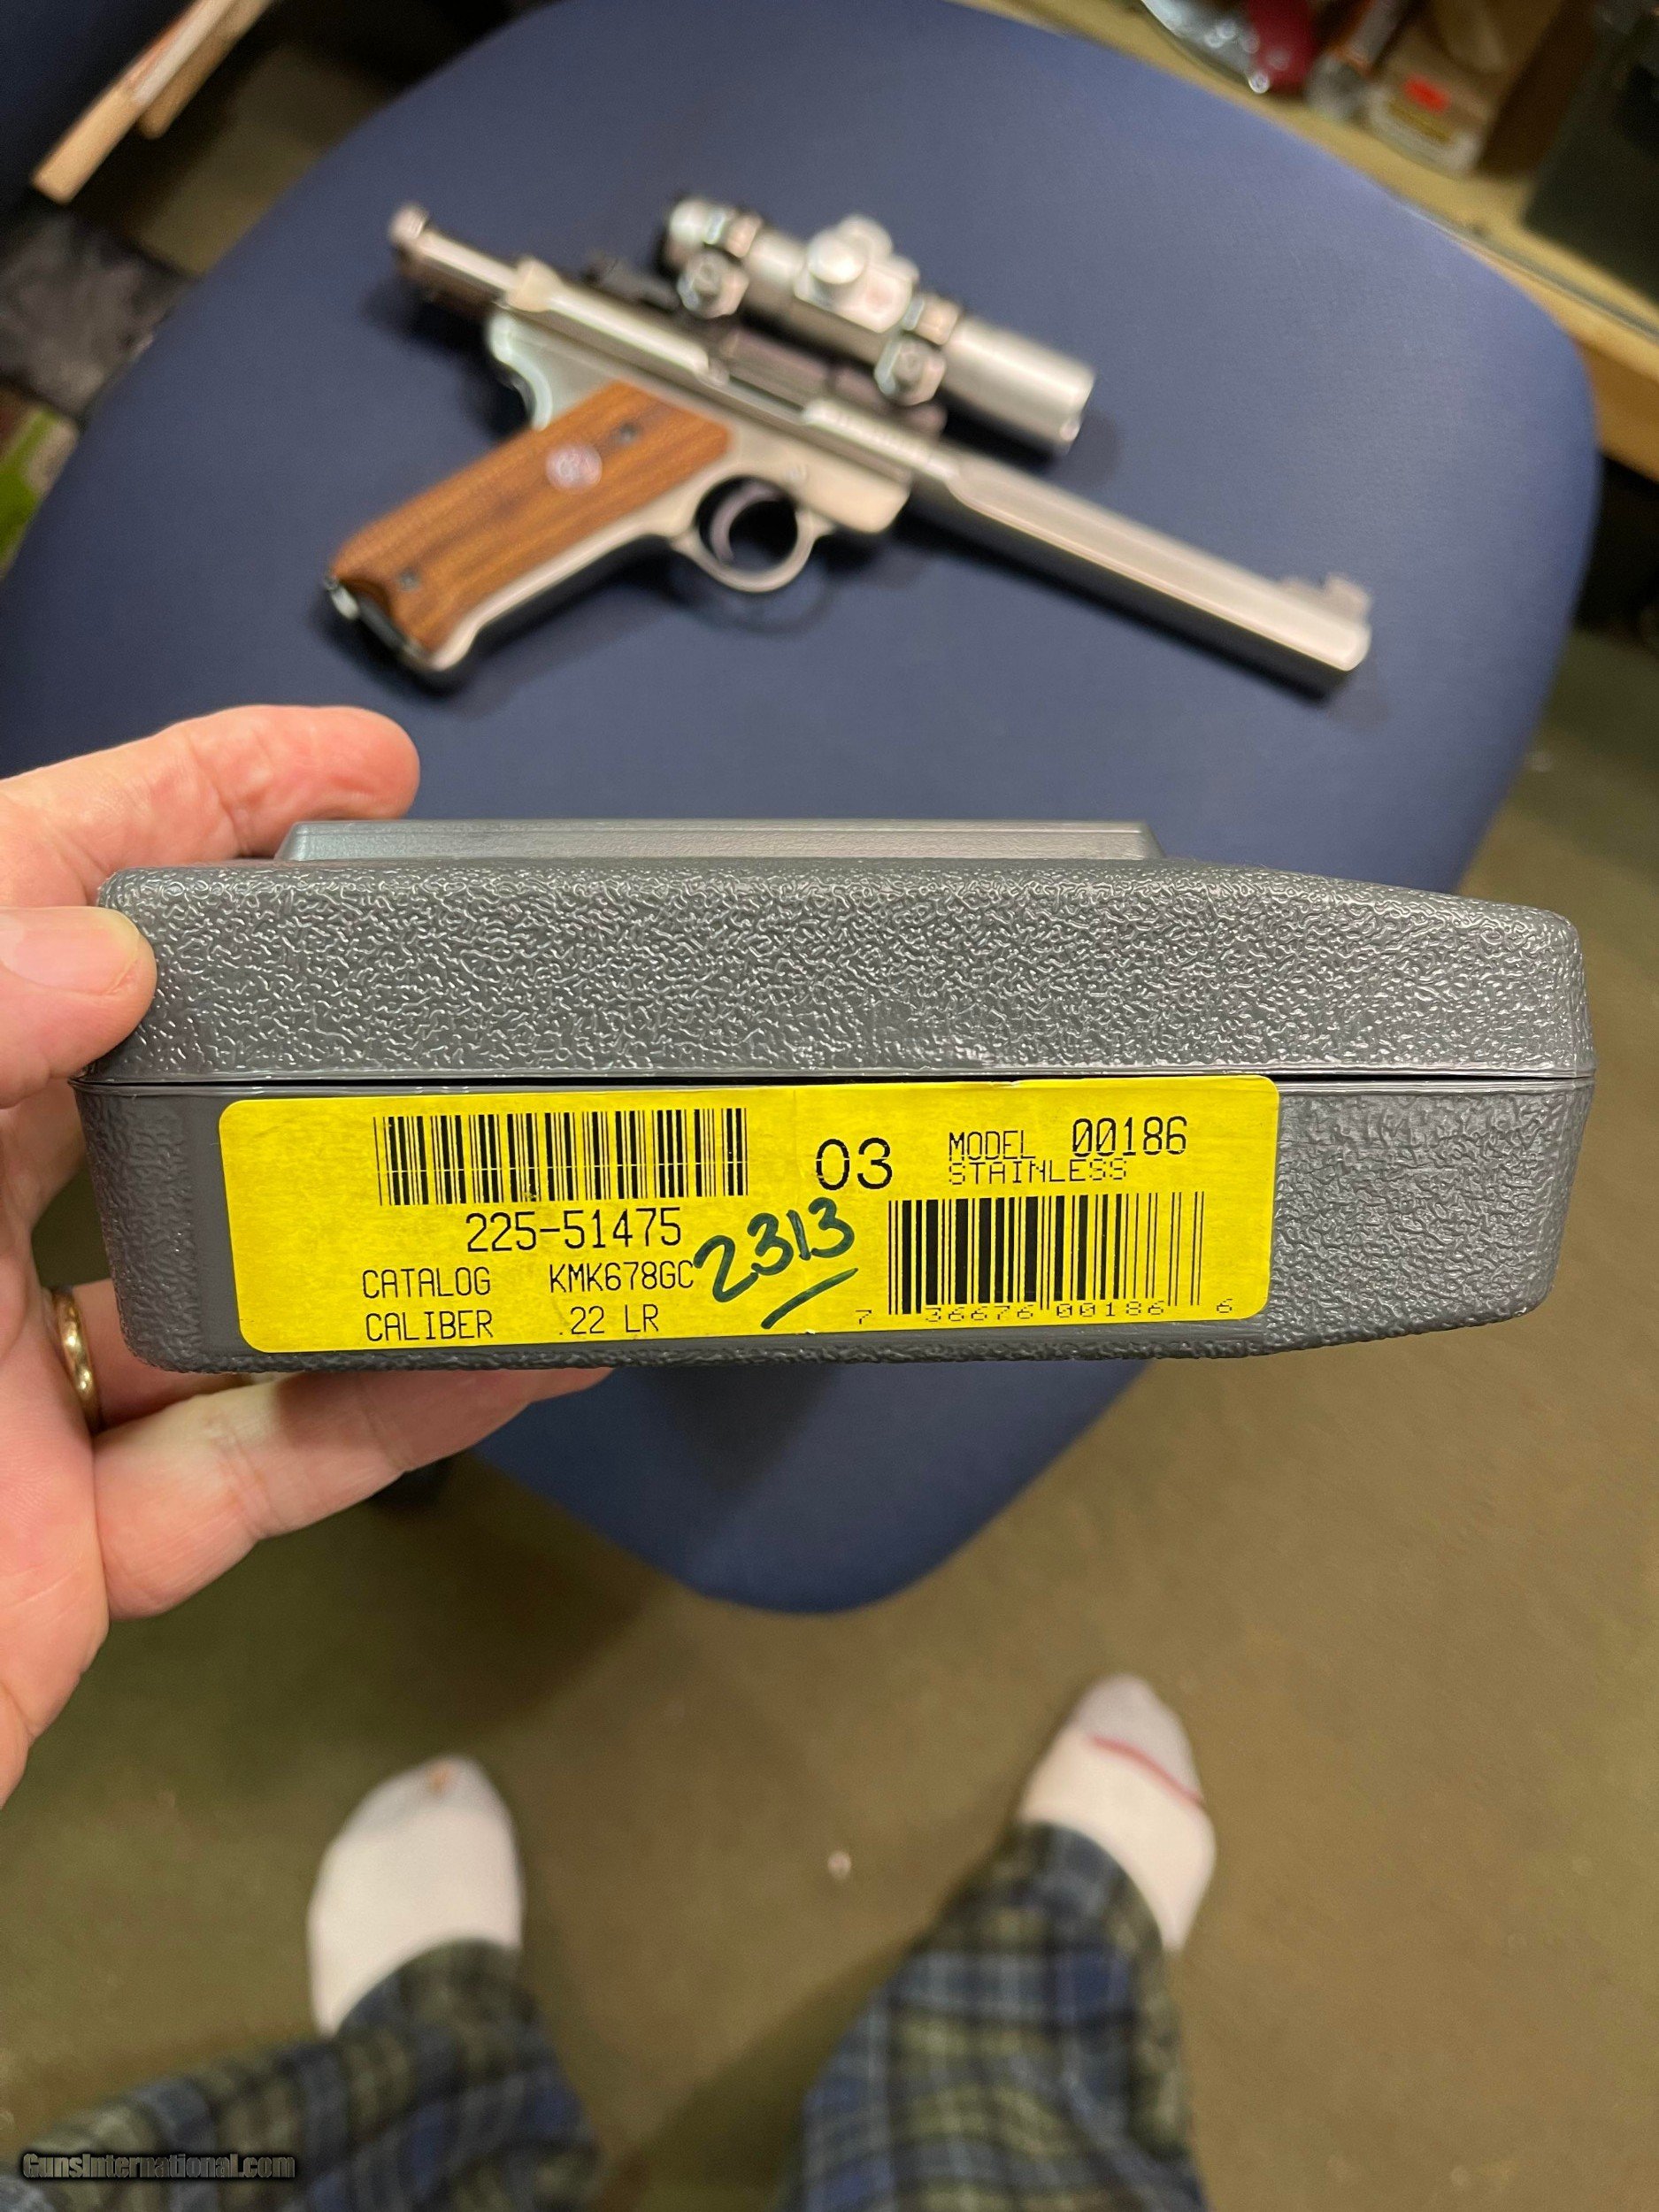 03
MODEL 00186
STAINLESS
225-51475
2313
CATALOG KMK678GC
CALIBER .22 LR
7 36676 00186 6
GunsInternational.com